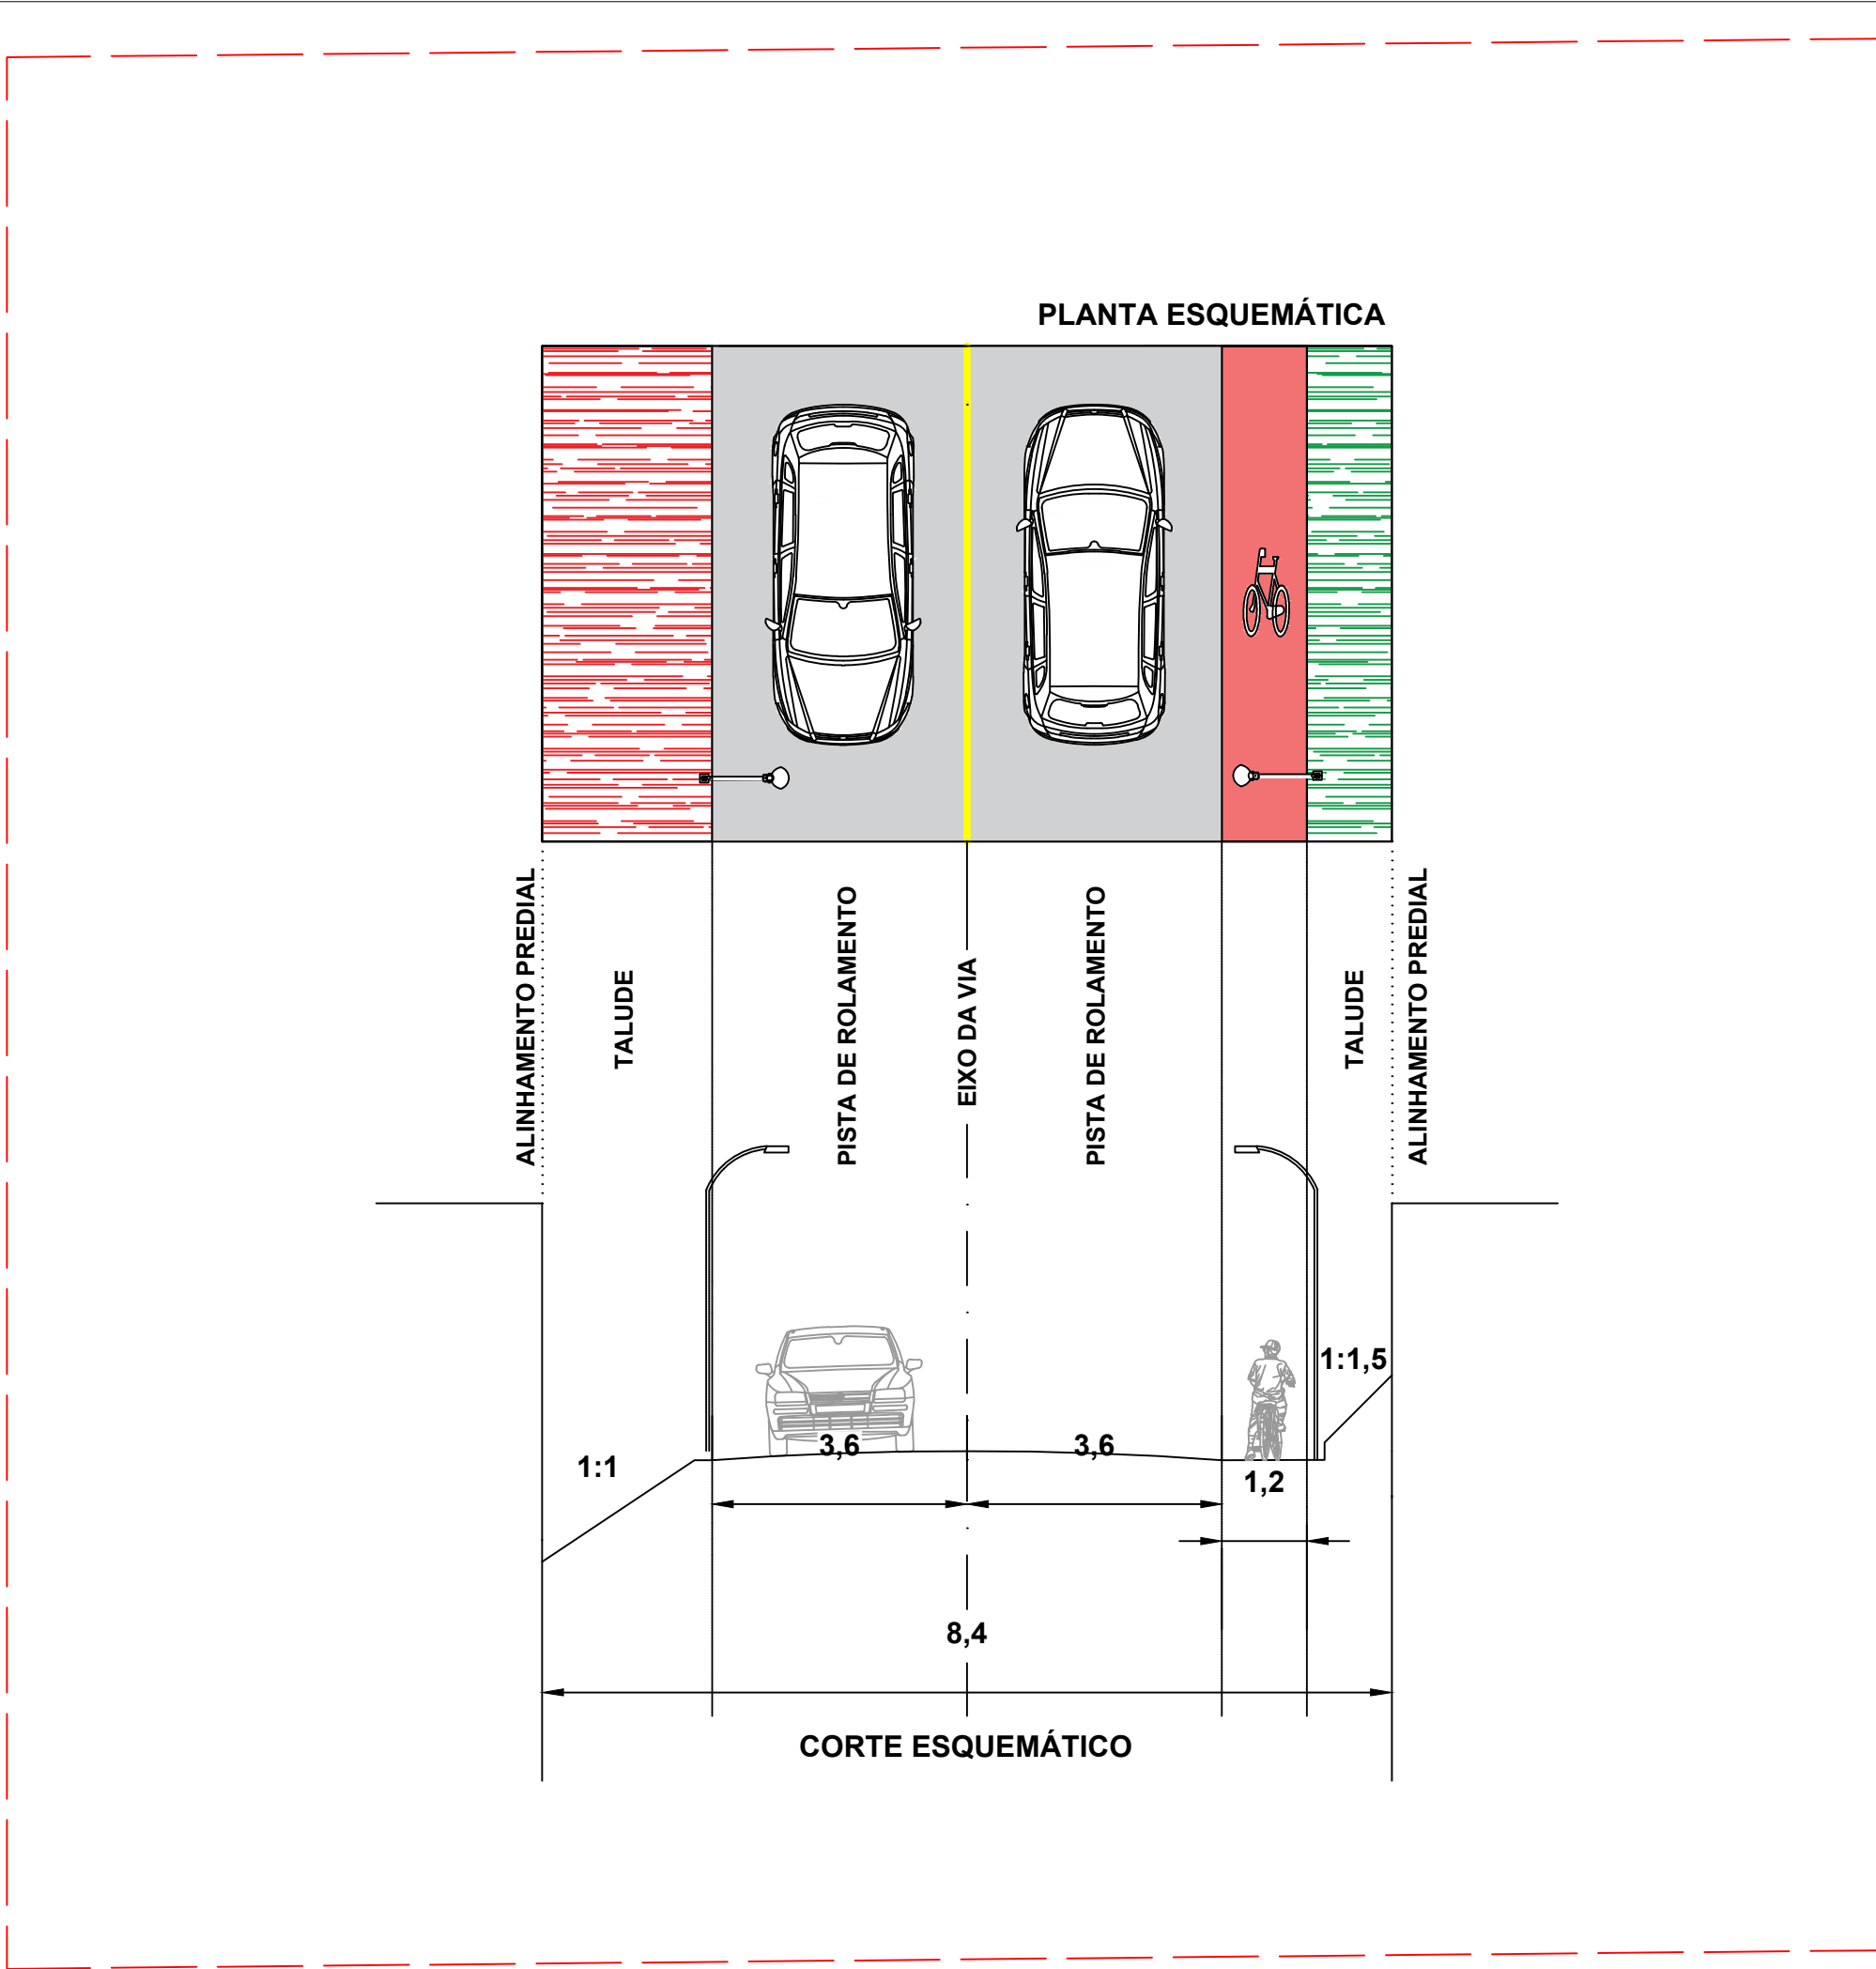 PLANTA ESQUEMÁTICA
ALINHAMENTO PREDIAL
TALUDE
PISTA DE ROLAMENTO
EIXO DA VIA
PISTA DE ROLAMENTO
TALUDE
ALINHAMENTO PREDIAL
1:1,5
1:1
3,6
3,6
1,2
8,4
CORTE ESQUEMÁTICO